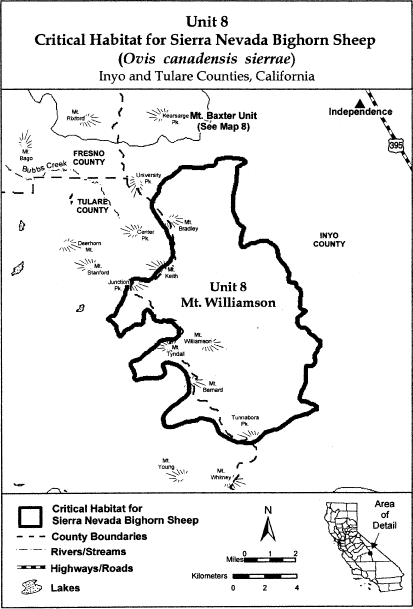 Unit 8
Critical Habitat for Sierra Nevada Bighorn Sheep
(Ovis canadensis sierrae)
Inyo and Tulare Counties, California
Mt.
Rixford
Kearsarge
Pk.
Mt. Baxter Unit
(See Map 8)
Independence
395
Mt.
Bago
FRESNO
COUNTY
Bubbs Creek
University
Pk.
TULARE
COUNTY
Mt.
Bradley
Center
Pk.
INYO
COUNTY
Deerhorn
Mt.
Mt.
Stanford
Mt.
Keith
Junction
Pk.
Unit 8
Mt. Williamson
Mt.
Williamson
Mt.
Tyndall
Mt.
Barnard
Tunnabora
Pk.
Mt.
Young
Mt.
Whitney
Critical Habitat for
Sierra Nevada Bighorn Sheep
County Boundaries
Rivers/Streams
Highways/Roads
Lakes
N
0 1 2
Miles
Kilometers
0 2 4
Area
of
Detail